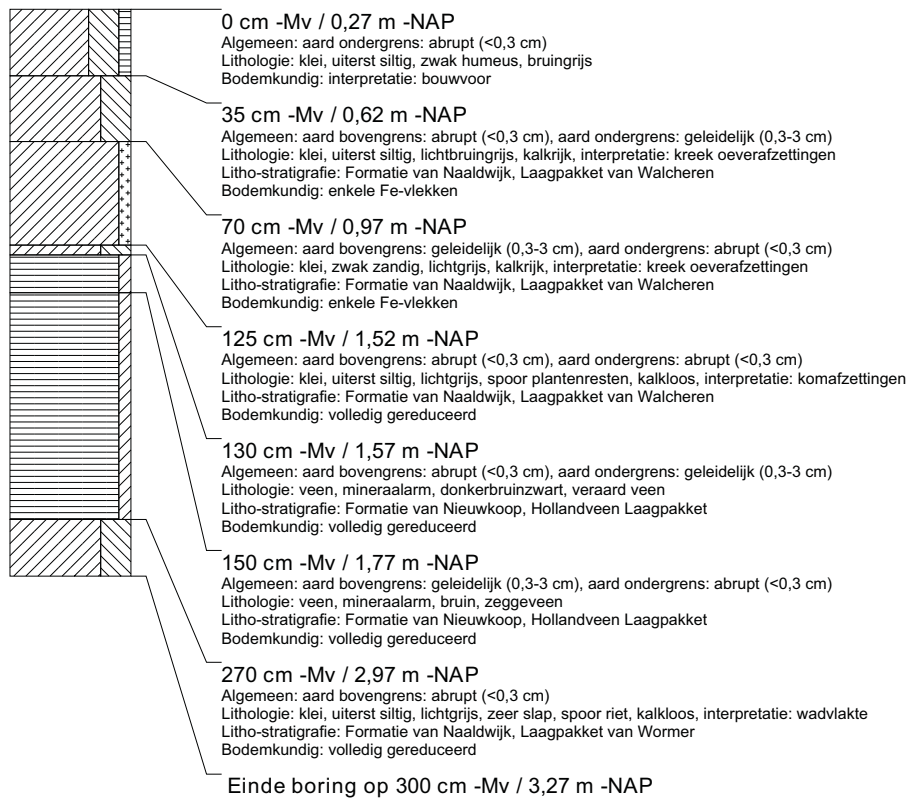 0 cm -Mv / 0,27 m -NAP
Algemeen: aard ondergrens: abrupt (<0,3 cm)
Lithologie: klei, uiterst siltig, zwak humeus, bruingrijs
Bodemkundig: interpretatie: bouwvoor
35 cm -Mv / 0,62 m -NAP
Algemeen: aard bovengrens: abrupt (<0,3 cm), aard ondergrens: geleidelijk (0,3-3 cm)
Lithologie: klei, uiterst siltig, lichtbruingrijs, kalkrijk, interpretatie: kreek oeverafzettingen
Litho-stratigrafie: Formatie van Naaldwijk, Laagpakket van Walcheren
Bodemkundig: enkele Fe-vlekken
70 cm -Mv / 0,97 m -NAP
Algemeen: aard bovengrens: geleidelijk (0,3-3 cm), aard ondergrens: abrupt (<0,3 cm)
Lithologie: klei, zwak zandig, lichtgrijs, kalkrijk, interpretatie: kreek oeverafzettingen
Litho-stratigrafie: Formatie van Naaldwijk, Laagpakket van Walcheren
Bodemkundig: enkele Fe-vlekken
125 cm -Mv / 1,52 m -NAP
Algemeen: aard bovengrens: abrupt (<0,3 cm), aard ondergrens: abrupt (<0,3 cm)
Lithologie: klei, uiterst siltig, lichtgrijs, spoor plantenresten, kalkloos, interpretatie: komafzettingen
Litho-stratigrafie: Formatie van Naaldwijk, Laagpakket van Walcheren
Bodemkundig: volledig gereduceerd
130 cm -Mv / 1,57 m -NAP
Algemeen: aard bovengrens: abrupt (<0,3 cm), aard ondergrens: geleidelijk (0,3-3 cm)
Lithologie: veen, mineraalarm, donkerbruinzwart, veraard veen
Litho-stratigrafie: Formatie van Nieuwkoop, Hollandveen Laagpakket
Bodemkundig: volledig gereduceerd
150 cm -Mv / 1,77 m -NAP
Algemeen: aard bovengrens: geleidelijk (0,3-3 cm), aard ondergrens: abrupt (<0,3 cm)
Lithologie: veen, mineraalarm, bruin, zeggeveen
Litho-stratigrafie: Formatie van Nieuwkoop, Hollandveen Laagpakket
Bodemkundig: volledig gereduceerd
270 cm -Mv / 2,97 m -NAP
Algemeen: aard bovengrens: abrupt (<0,3 cm)
Lithologie: klei, uiterst siltig, lichtgrijs, zeer slap, spoor riet, kalkloos, interpretatie: wadvlakte
Litho-stratigrafie: Formatie van Naaldwijk, Laagpakket van Wormer
Bodemkundig: volledig gereduceerd
Einde boring op 300 cm -Mv / 3,27 m -NAP